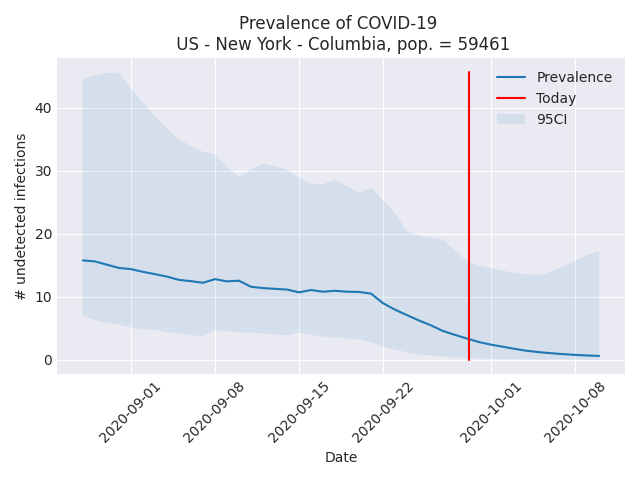 Prevalence of COVID-19
US - New York - Columbia, pop. = 59461
Prevalence
Today
95CI
# undetected infections
40
30
20
10
0
2020-09-01
2020-09-08
2020-09-15
2020-09-22
2020-10-01
2020-10-08
Date